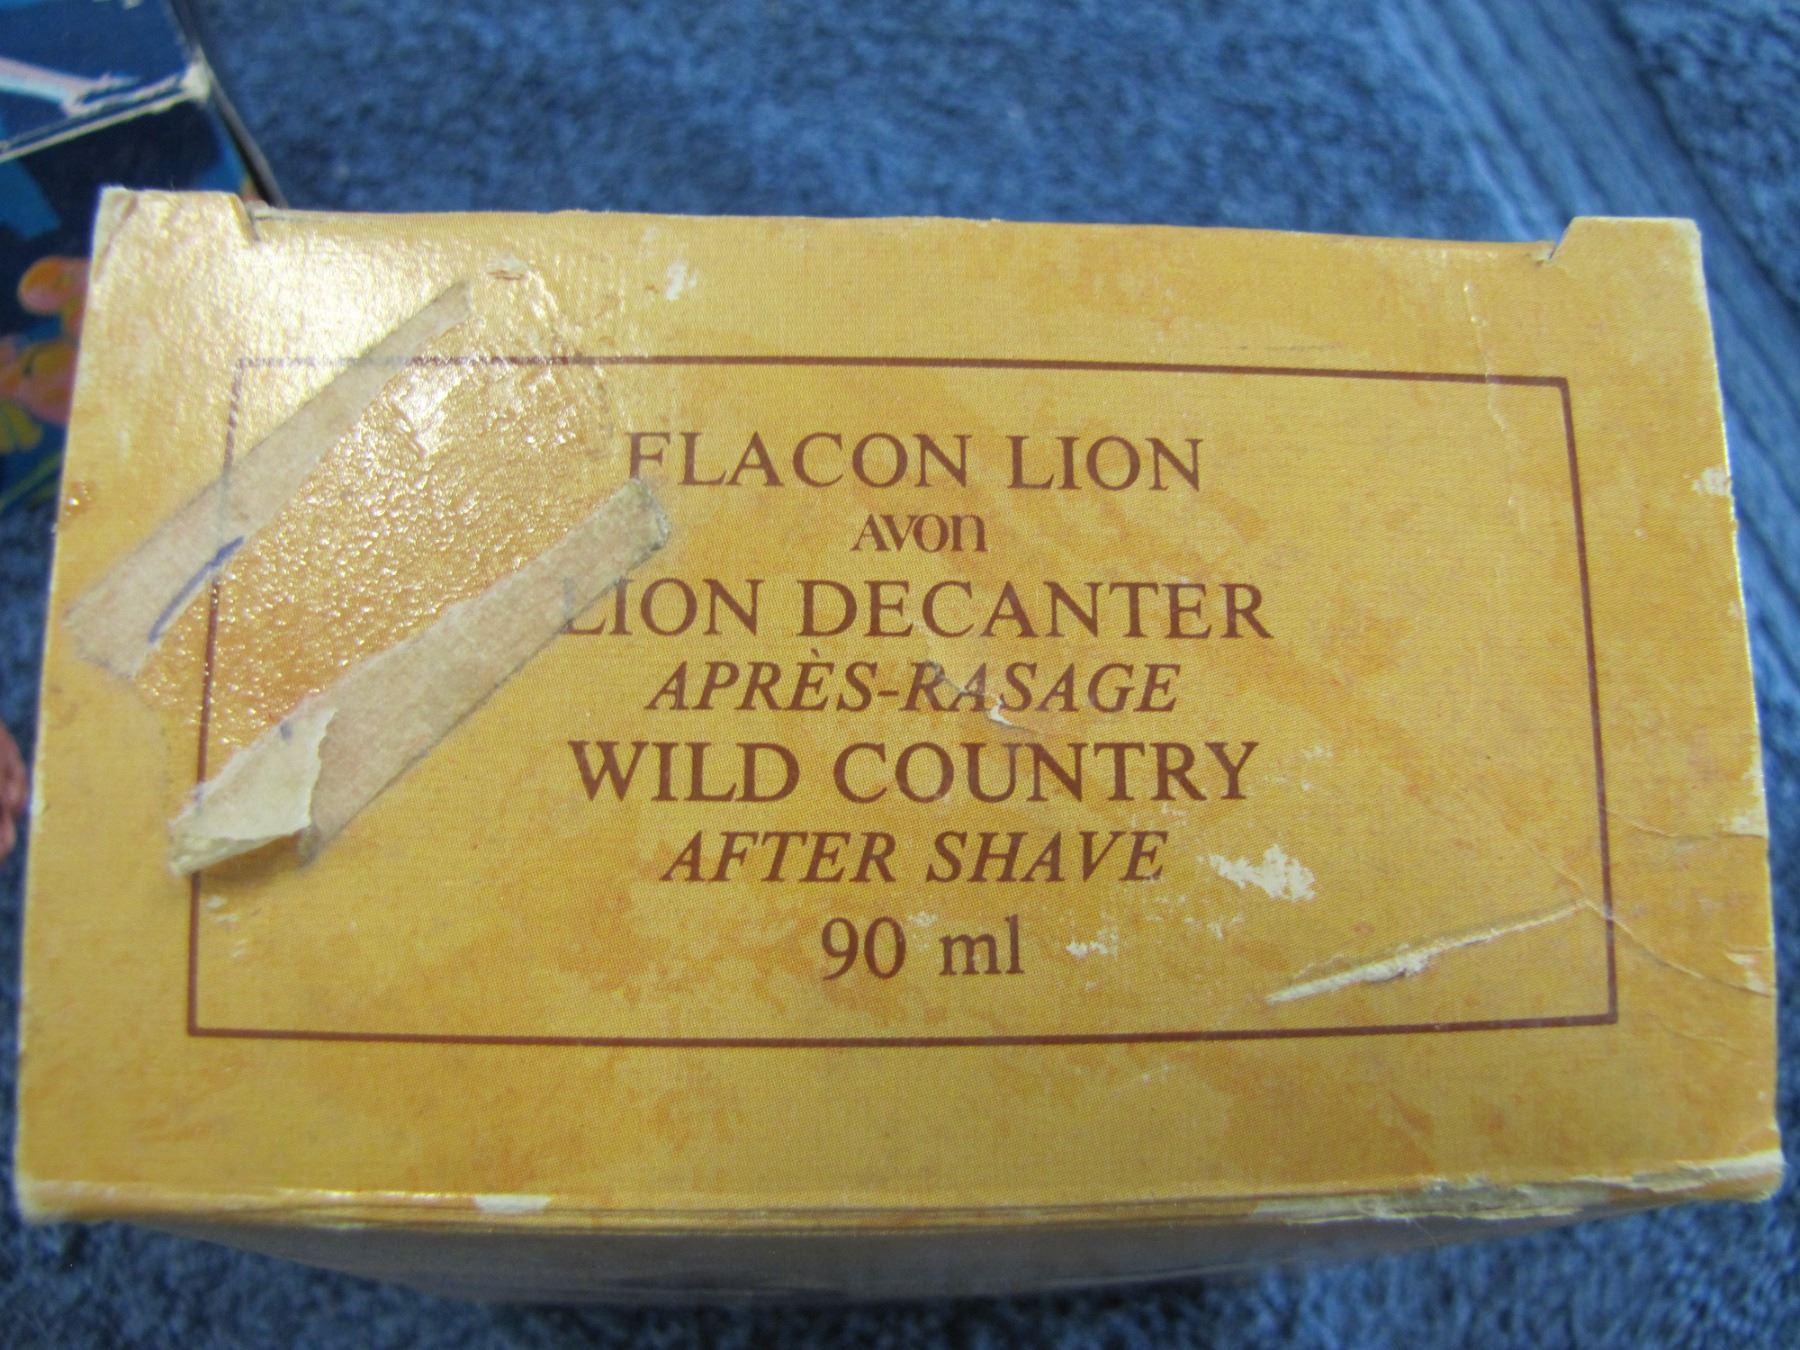 FLACON LION
AVON
LION DECANTER
APRÈS-RASAGE
WILD COUNTRY
AFTER SHAVE
90 ml